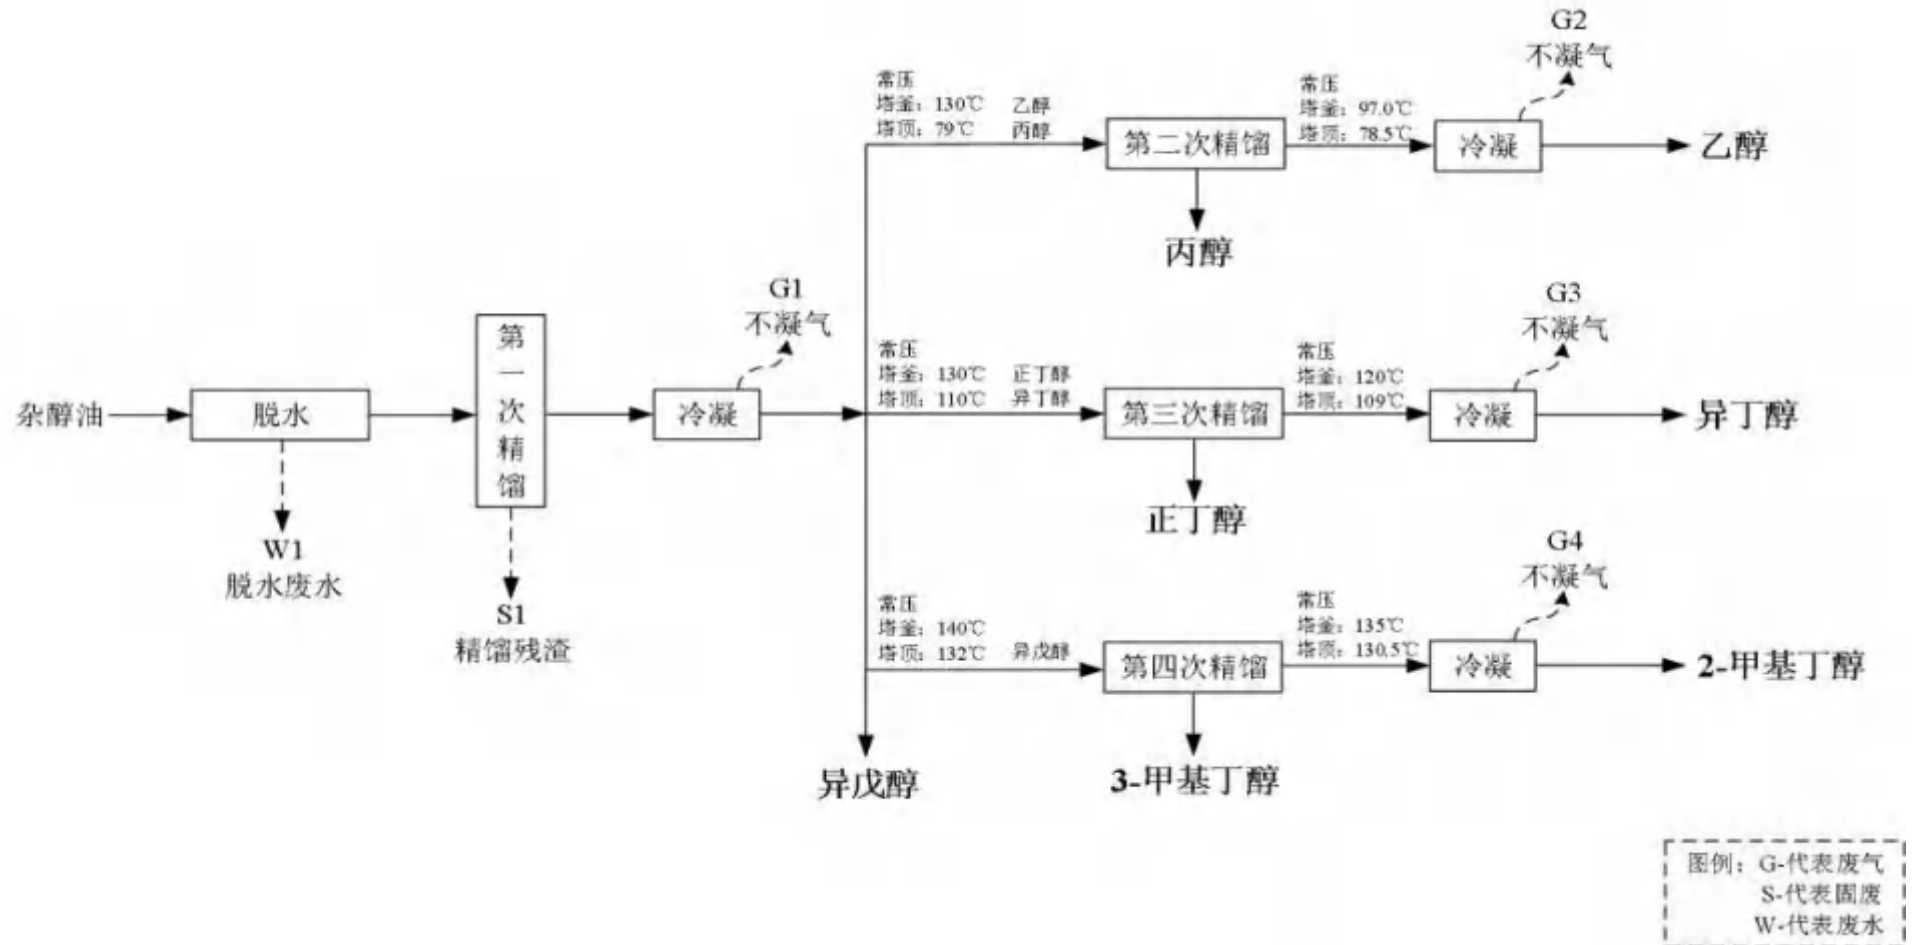 G2
不凝气
常压
塔釜：130℃ 乙醇
塔顶：79℃ 丙醇
第二次精馏
常压
塔釜：97.0℃
塔顶：78.5℃
冷凝
乙醇
丙醇
G1
不凝气
G3
不凝气
杂醇油
脱水
第一次精馏
冷凝
常压
塔釜：130℃ 正丁醇
塔顶：110℃ 异丁醇
第三次精馏
常压
塔釜：120℃
塔顶：109℃
冷凝
异丁醇
正丁醇
W1
脱水废水
S1
精馏残渣
G4
不凝气
常压
塔釜：140℃
塔顶：132℃ 异戊醇
第四次精馏
常压
塔釜：135℃
塔顶：130.5℃
冷凝
2-甲基丁醇
异戊醇
3-甲基丁醇
图例：G-代表废气
S-代表固废
W-代表废水